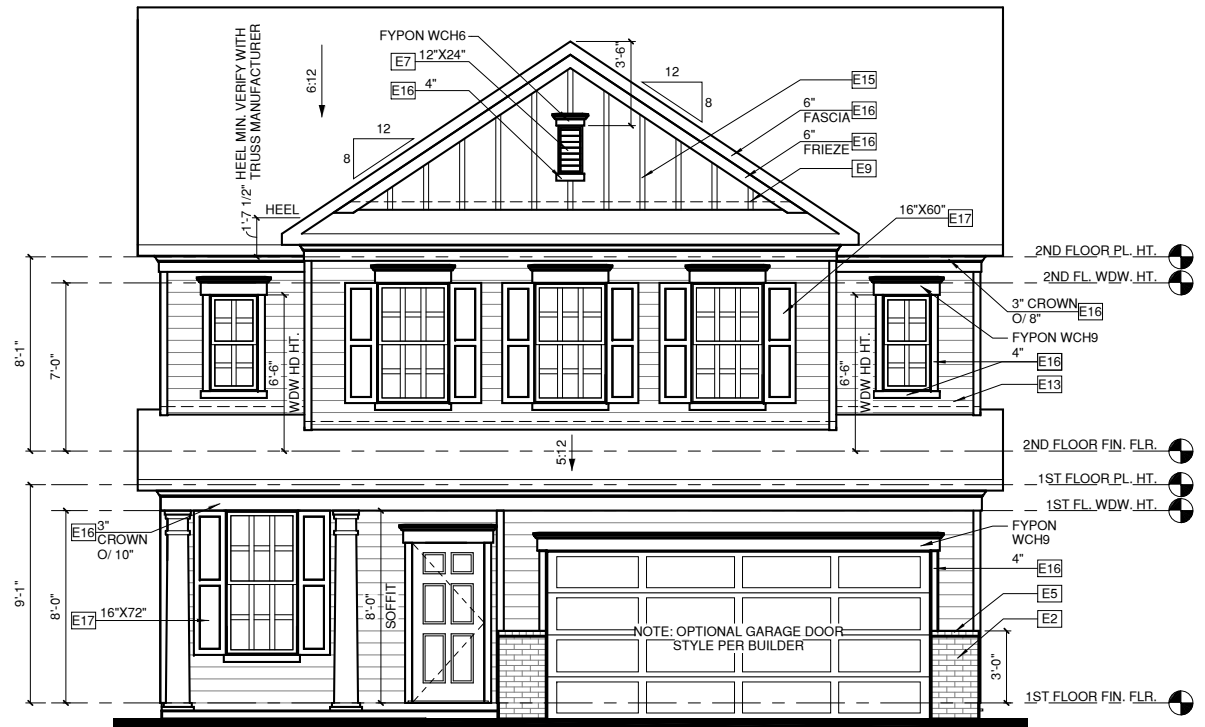 FYPON WCH6
E7 12"X24"
E16 4"
3'-6"
6:12
1'-7 1/2" HEEL MIN. VERIFY WITH
TRUSS MANUFACTURER
12
8
12
8
E15
6"
FASCIA E16
6"
FRIEZE E16
E9
HEEL
16"X60" E17
2ND FLOOR PL. HT.
2ND FL. WDW. HT.
3" CROWN
O/ 8" E16
FYPON WCH9
4"
E16
E13
8'-1"
7'-0"
6'-6"
WDW HD HT.
6'-6"
WDW HD HT.
2ND FLOOR FIN. FLR.
5:12
1ST FLOOR PL. HT.
1ST FL. WDW. HT.
E16 3"
CROWN
O/ 10"
FYPON
WCH9
4"
E16
E5
E2
9'-1"
8'-0"
E17 16"X72"
8'-0"
SOFFIT
NOTE: OPTIONAL GARAGE DOOR
STYLE PER BUILDER
3'-0"
1ST FLOOR FIN. FLR.